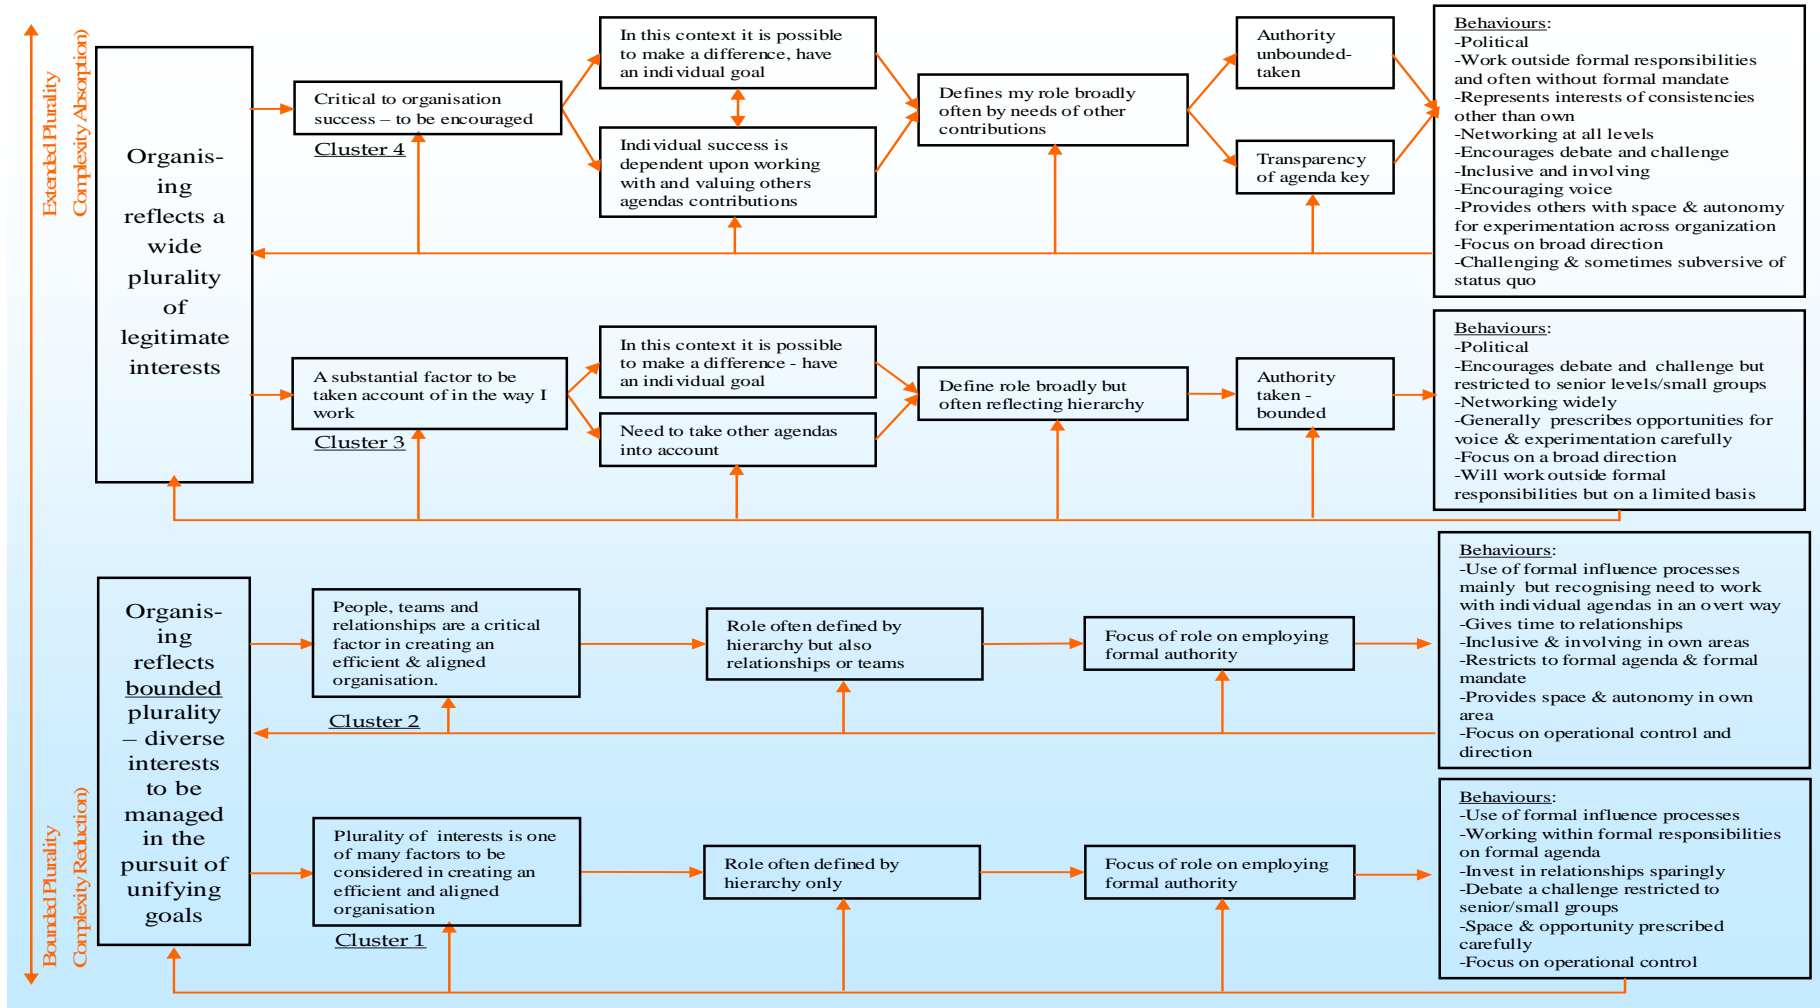 Extended Plurality
Complexity Absorption)
Bounded Plurality
Complexity Reduction)
Organis-
ing
reflects a
wide
plurality
of
legitimate
interests
Critical to organisation
success – to be encouraged
Cluster 4
In this context it is possible
to make a difference, have
an individual goal
Individual success is
dependent upon working
with and valuing others
agendas contributions
Defines my role broadly
often by needs of other
contributions
Authority
unbounded-
taken
Transparency
of agenda key
Behaviours:
-Political
-Work outside formal responsibilities
and often without formal mandate
-Represents interests of consistencies
other than own
-Networking at all levels
-Encourages debate and challenge
-Inclusive and involving
-Encouraging voice
-Provides others with space & autonomy
for experimentation across organization
-Focus on broad direction
-Challenging & sometimes subversive of
status quo
A substantial factor to be
taken account of in the way I
work
Cluster 3
In this context it is possible
to make a difference - have
an individual goal
Need to take other agendas
into account
Define role broadly but
often reflecting hierarchy
Authority
taken -
bounded
Behaviours:
-Political
-Encourages debate and challenge but
restricted to senior levels/small groups
-Networking widely
-Generally prescribes opportunities for
voice & experimentation carefully
-Focus on a broad direction
-Will work outside formal
responsibilities but on a limited basis
Organis-
ing
reflects
bounded
plurality
– diverse
interests
to be
managed
in the
pursuit of
unifying
goals
People, teams and
relationships are a critical
factor in creating an
efficient & aligned
organisation.
Cluster 2
Role often defined by
hierarchy but also
relationships or teams
Focus of role on employing
formal authority
Behaviours:
-Use of formal influence processes
mainly but recognising need to work
with individual agendas in an overt way
-Gives time to relationships
-Inclusive & involving in own areas
-Restricts to formal agenda & formal
mandate
-Provides space & autonomy in own
area
-Focus on operational control and
direction
Plurality of interests is one
of many factors to be
considered in creating an
efficient and aligned
organisation
Cluster 1
Role often defined by
hierarchy only
Focus of role on employing
formal authority
Behaviours:
-Use of formal influence processes
-Working within formal responsibilities
on formal agenda
-Invest in relationships sparingly
-Debate a challenge restricted to
senior/small groups
-Space & opportunity prescribed
carefully
-Focus on operational control